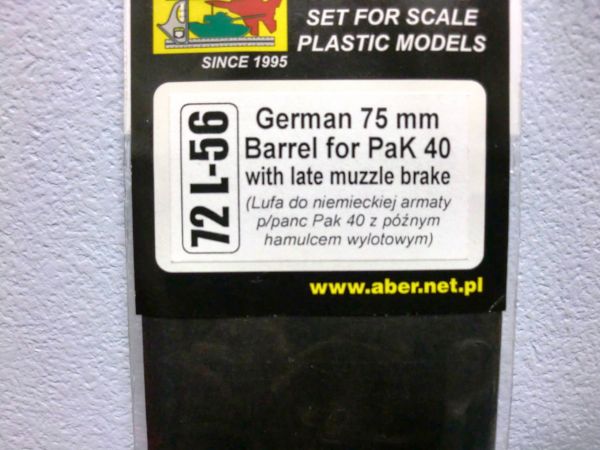 SET FOR SCALE
PLASTIC MODELS
SINCE 1995
72 L-56
German 75 mm
Barrel for PaK 40
with late muzzle brake
(Lufa do niemieckiej armaty
p/panc Pak 40 z późnym
hamulcem wylotowym)
www.aber.net.pl